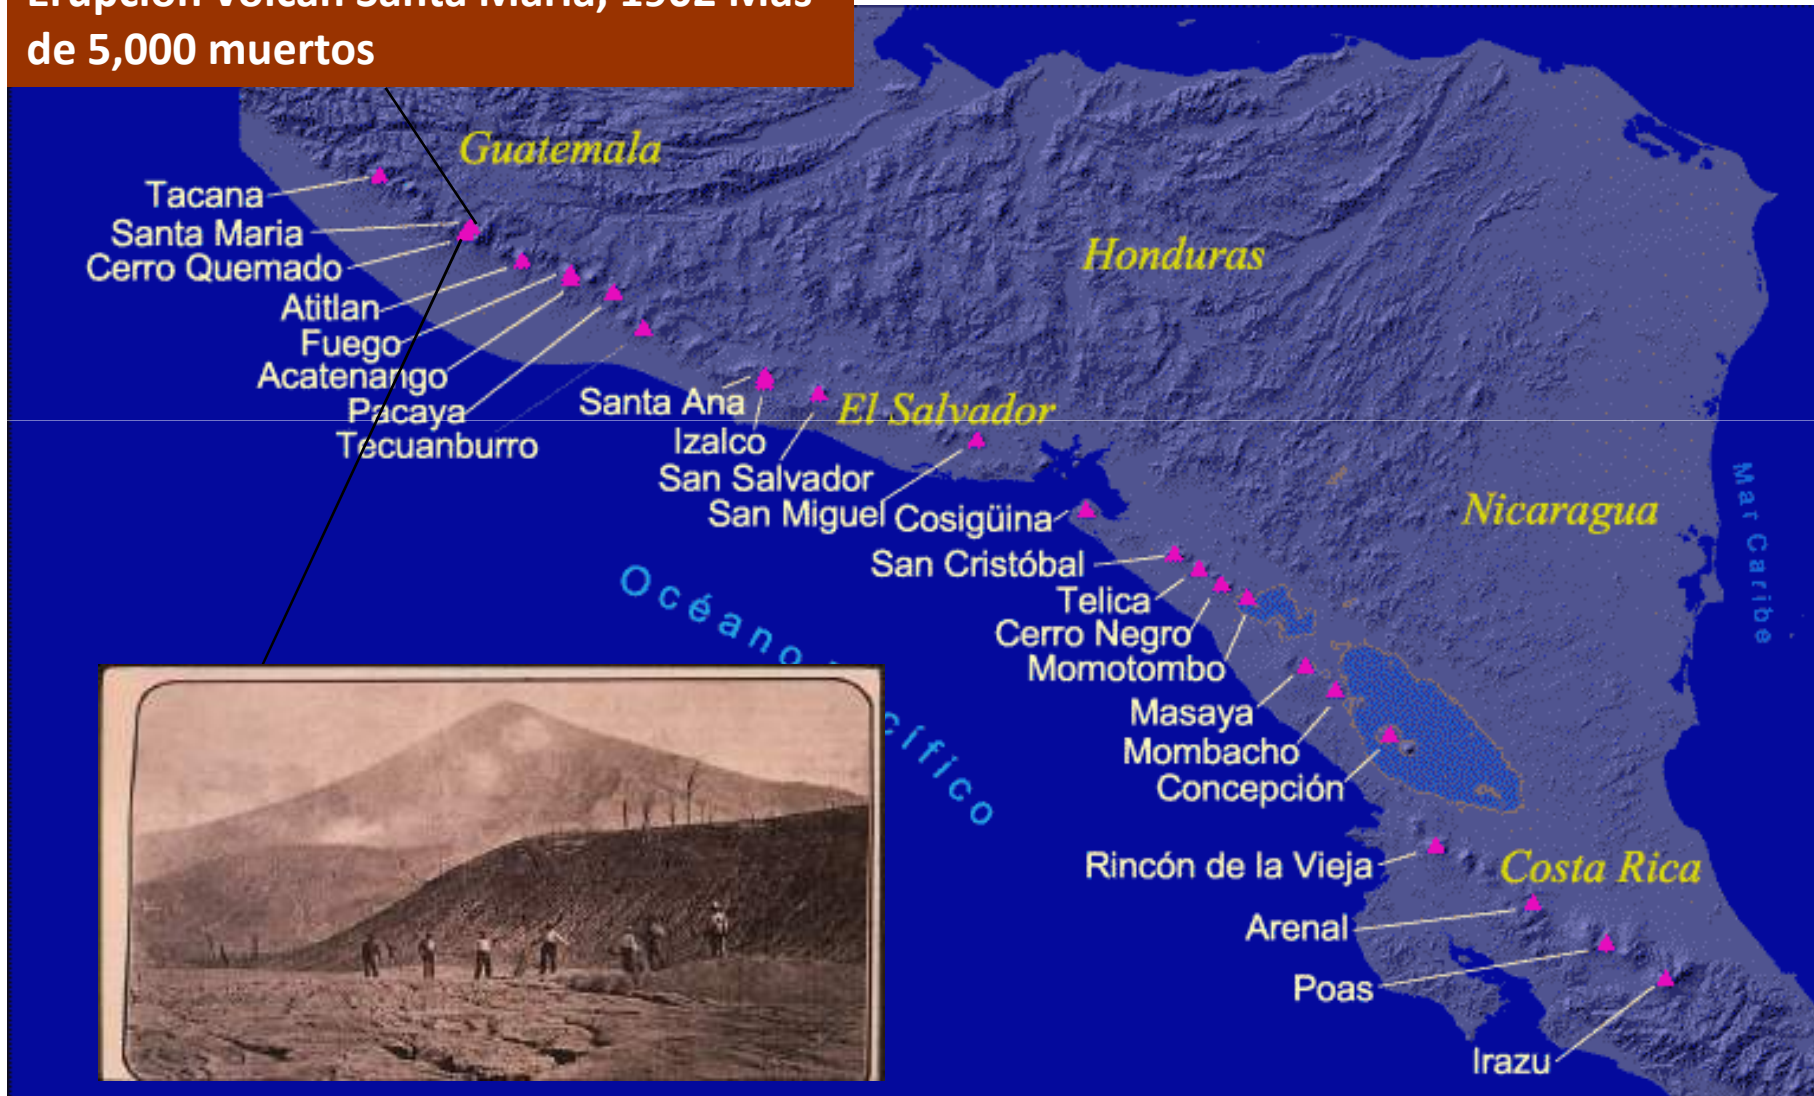 de 5,000 muertos
Guatemala
Tacana
Santa Maria
Cerro Quemado
Atitlan
Fuego
Acatenango
Pacaya
Tecuanburro
Honduras
Santa Ana
El Salvador
Izalco
San Salvador
San Miguel
Cosigüina
Nicaragua
Mar Caribe
San Cristóbal
Telica
Cerro Negro
Momotombo
Océano
cífico
Masaya
Mombacho
Concepción
Rincón de la Vieja
Costa Rica
Arenal
Poas
Irazu